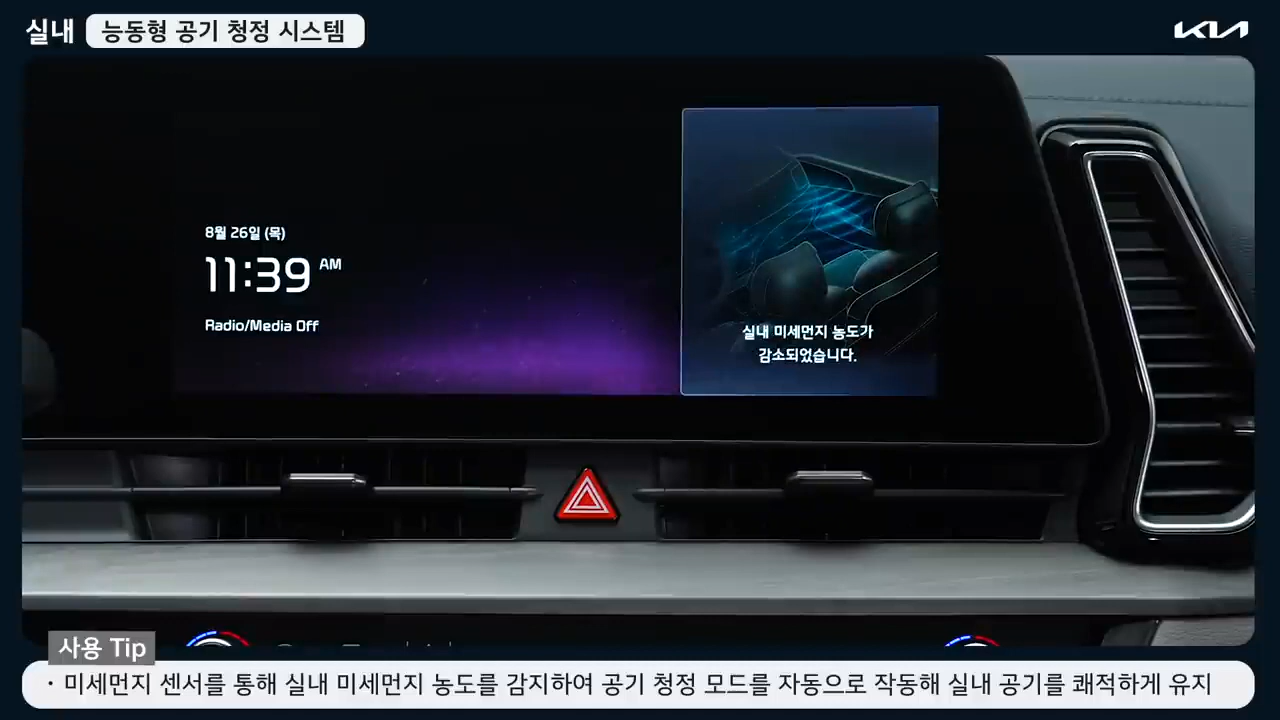 실내 능동형 공기 청정 시스템
KIA
8월 26일 (목)
11:39 AM
Radio/Media Off
실내 미세먼지 농도가
감소되었습니다.
사용 Tip
· 미세먼지 센서를 통해 실내 미세먼지 농도를 감지하여 공기 청정 모드를 자동으로 작동해 실내 공기를 쾌적하게 유지